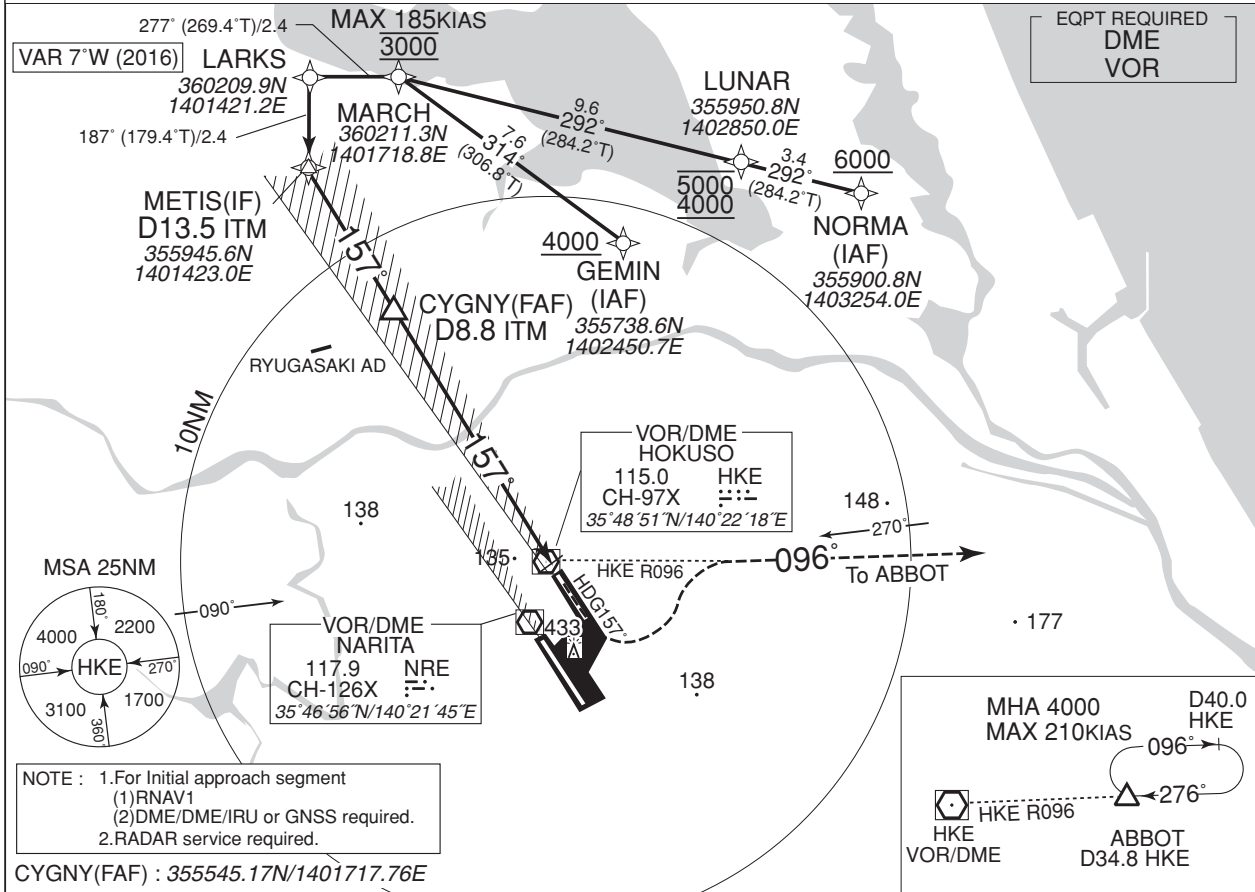 277° (269.4°T)/2.4
MAX 185KIAS
3000
EQPT REQUIRED
DME
VOR
VAR 7°W (2016)
LARKS
360209.9N
1401421.2E
MARCH
360211.3N
1401718.8E
187° (179.4°T)/2.4
LUNAR
355950.8N
1402850.0E
9.6
292°
(284.2°T)
7.6
314°
(306.8°T)
3.4
292°
(284.2°T)
6000
5000
4000
NORMA
(IAF)
355900.8N
1403254.0E
METIS(IF)
D13.5 ITM
355945.6N
1401423.0E
4000
GEMIN
(IAF)
355738.6N
1402450.7E
157°
CYGNY(FAF)
D8.8 ITM
RYUGASAKI AD
10NM
157°
VOR/DME
HOKUSO
115.0 HKE
CH-97X
35°48´51˝N/140°22´18˝E
138
148
270°
135
HKE R096
096°
To ABBOT
HDG157°
MSA 25NM
180°
4000 2200
090° HKE 270°
3100 1700
360°
090°
VOR/DME
NARITA
117.9 NRE
CH-126X
35°46´56˝N/140°21´45˝E
433
177
138
NOTE : 1.For Initial approach segment
(1)RNAV1
(2)DME/DME/IRU or GNSS required.
2.RADAR service required.
CYGNY(FAF) : 355545.17N/1401717.76E
MHA 4000
MAX 210KIAS
D40.0
HKE
096°
276°
HKE R096
HKE
VOR/DME
ABBOT
D34.8 HKE